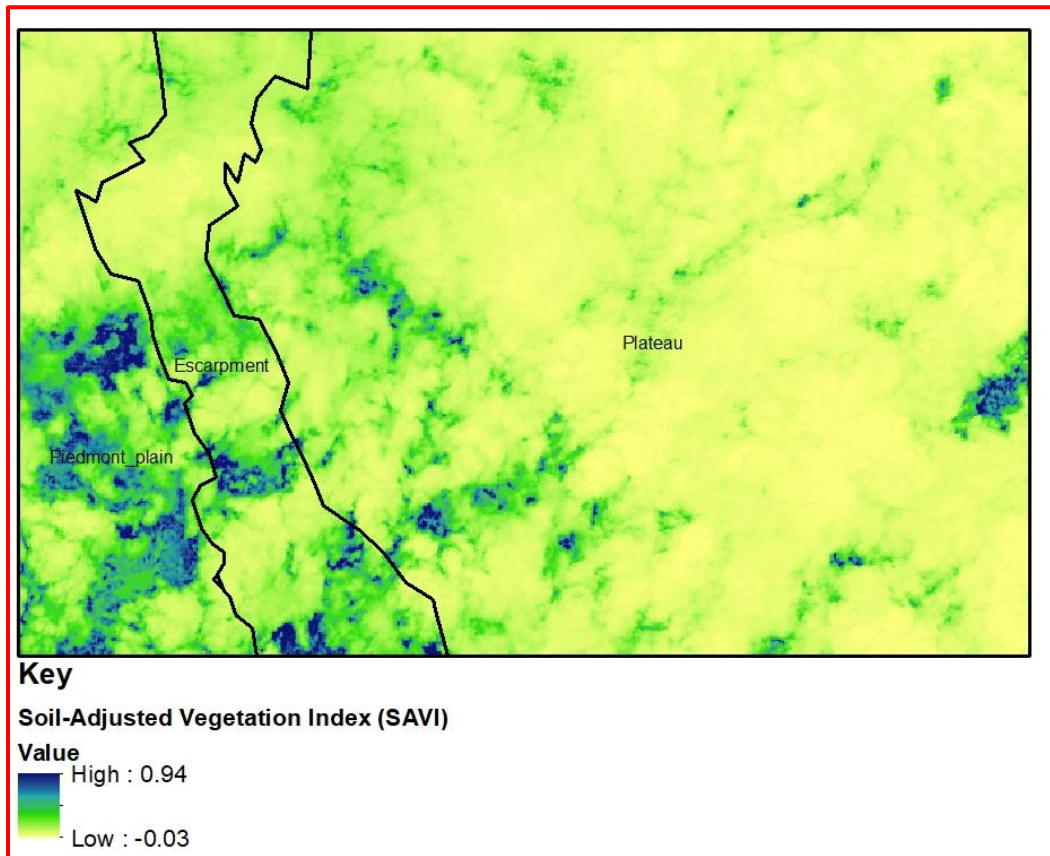 Plateau
Escarpment
Piedmont_plain
Key
Soil-Adjusted Vegetation Index (SAVI)
Value
High : 0.94
Low : -0.03